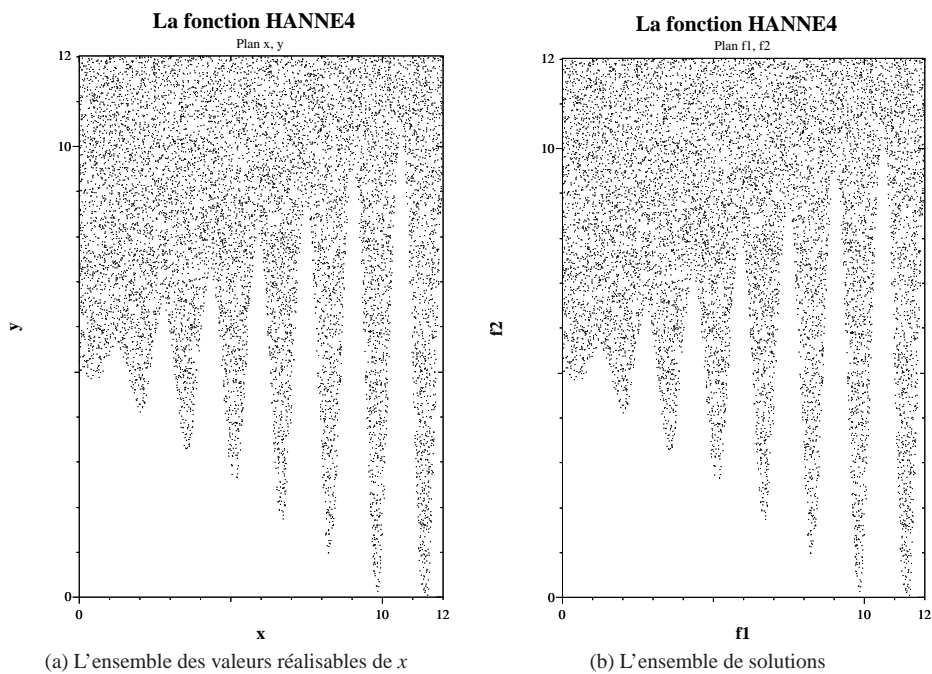 La fonction HANNE4
Plan x, y
12
10
y
0
0
10
12
x
(a) L'ensemble des valeurs réalisables de x
La fonction HANNE4
Plan f1, f2
12
10
f2
0
0
10
12
f1
(b) L'ensemble de solutions